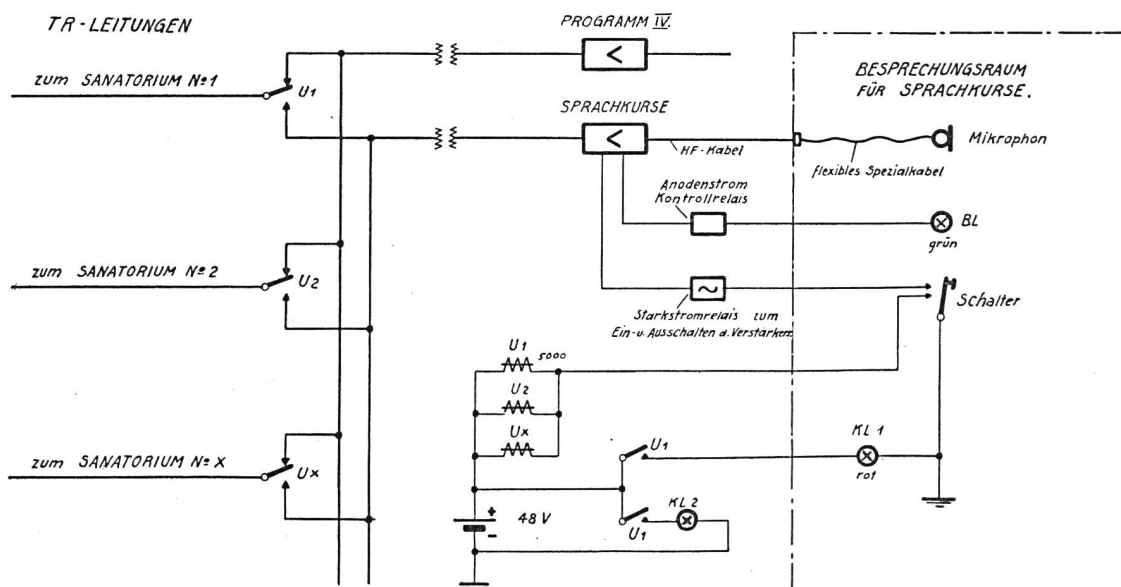 TR-LEITUNGEN
PROGRAMM IV.
zum SANATORIUM No 1
U1
SPRACHKURSE
HF-Kabel
BESPRECHUNGSRAUM
FÜR SPRACHKURSE.
Mikrophon
flexibles Spezialkabel
Anodenstrom
Kontrollrelais
BL
grün
zum SANATORIUM No 2
U2
Schalter
Starkstromrelais zum
Ein-u. Ausschalten d. Verstärkers
U1
5000
U2
Ux
zum SANATORIUM No X
Ux
U1
KL 1
rot
+
-
48 V
U1
KL 2